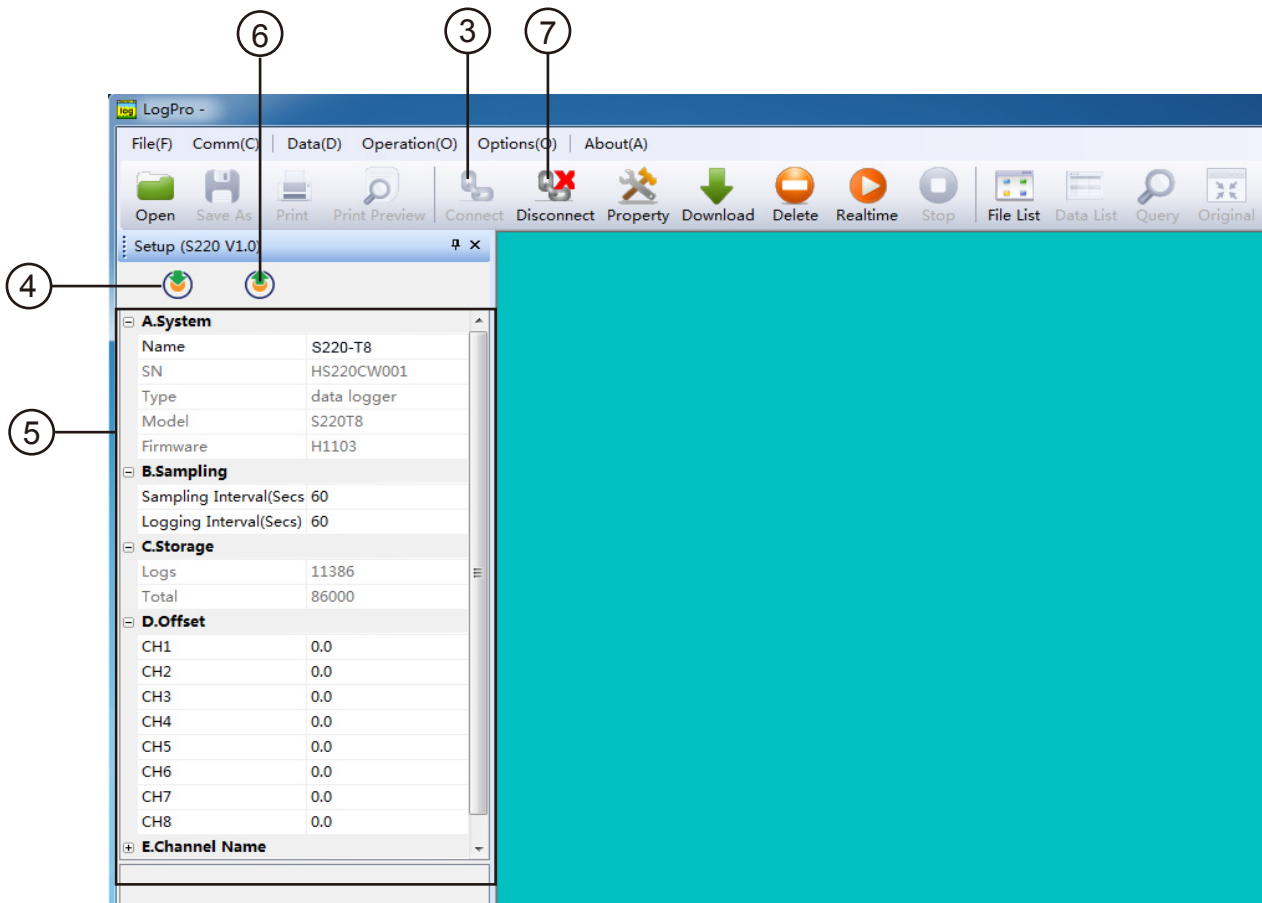 6 3 7
log LogPro -
File(F) Comm(C) Data(D) Operation(O) Options(O) About(A)
Open Save As Print Print Preview Connect Disconnect Property Download Delete Realtime Stop File List Data List Query Original
Setup (S220 V1.0)
4
A.System
Name S220-T8
SN HS220CW001
Type data logger
Model S220T8
5
Firmware H1103
B.Sampling
Sampling Interval(Secs 60
Logging Interval(Secs) 60
C.Storage
Logs 11386
Total 86000
D.Offset
CH1 0.0
CH2 0.0
CH3 0.0
CH4 0.0
CH5 0.0
CH6 0.0
CH7 0.0
CH8 0.0
E.Channel Name